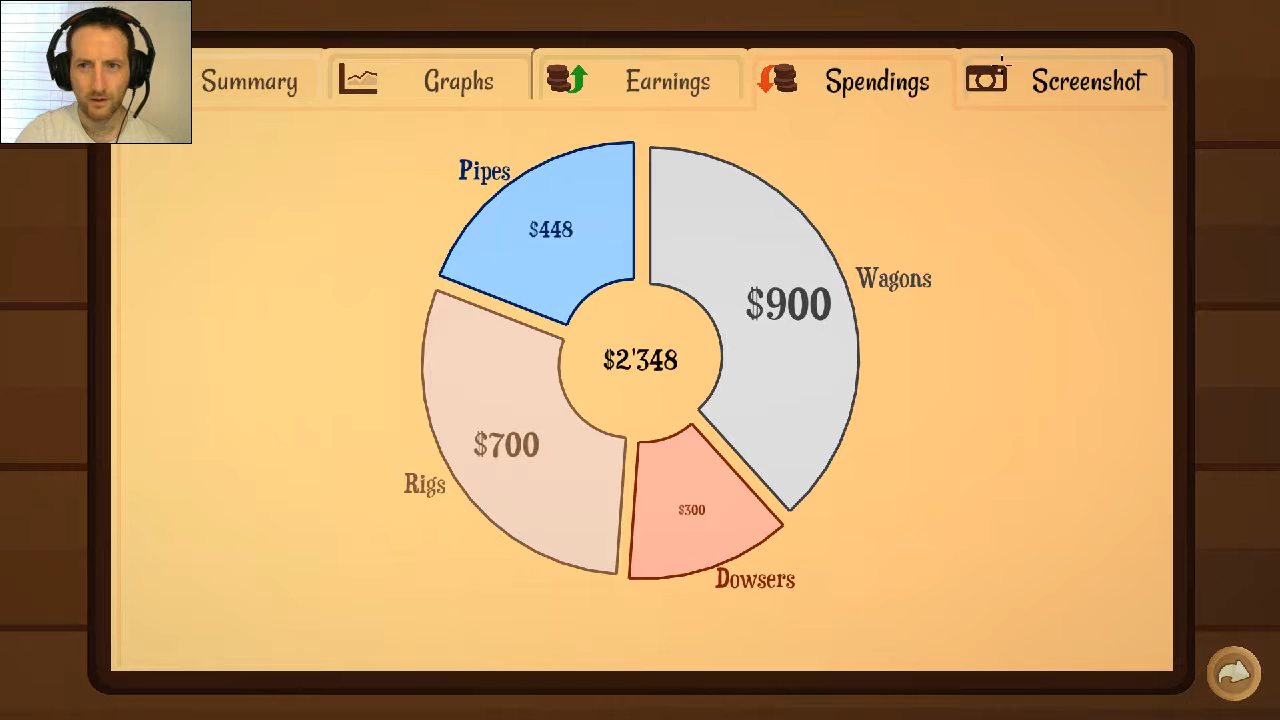 Summary
Graphs
Earnings
Spendings
Screenshot
Pipes
$448
Wagons
$900
$2'348
$700
Rigs
$300
Dowsers